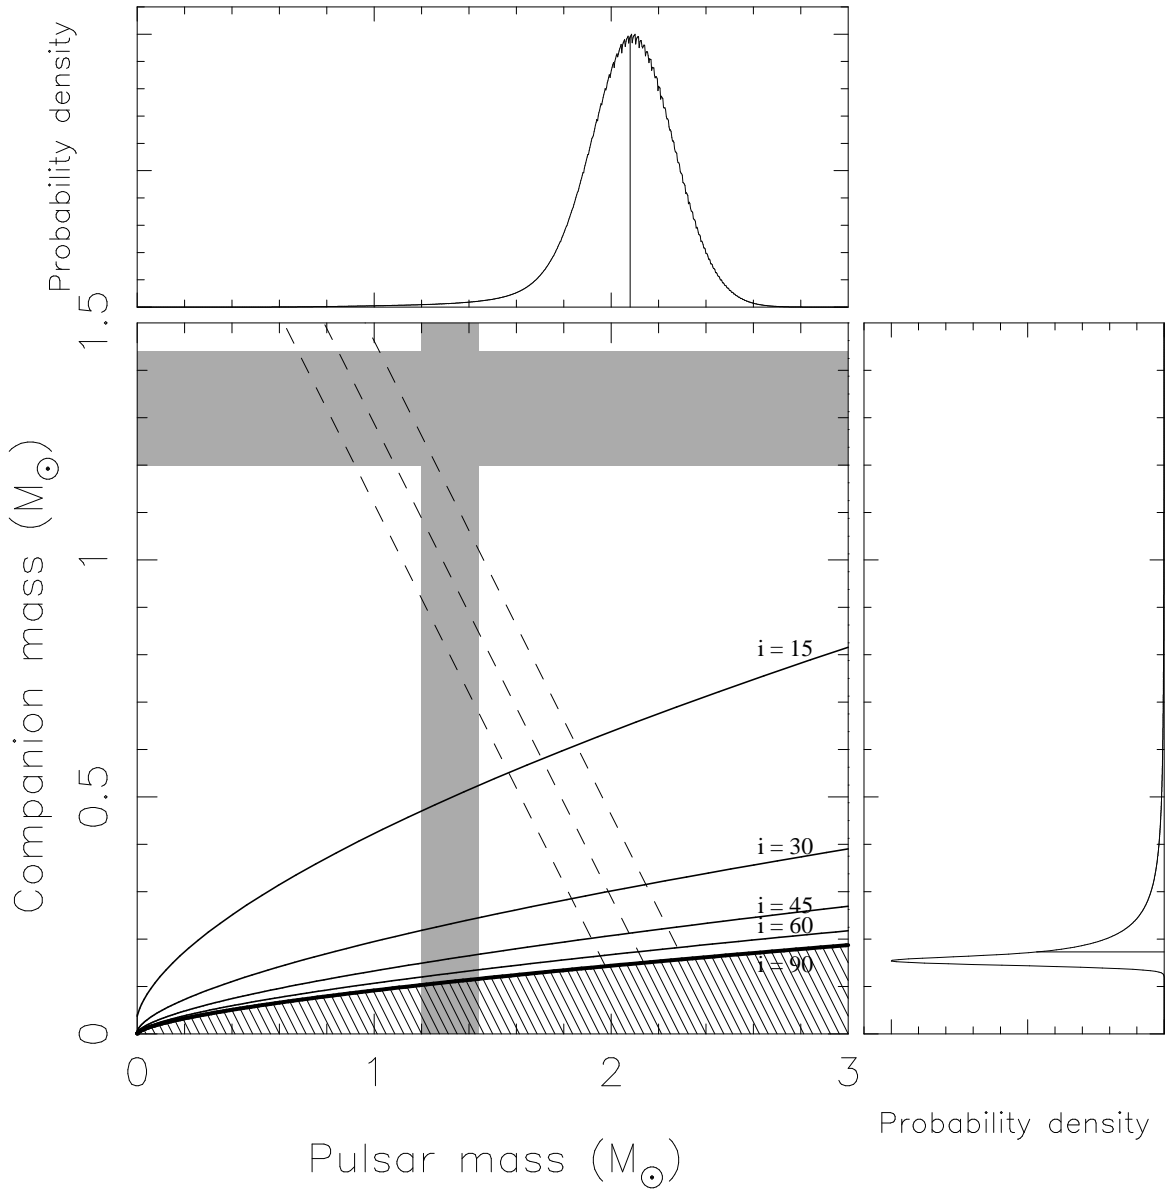 Probability density
1.5
1
0.5
0
Companion mass (M⊙)
i = 15
i = 30
i = 45
i = 60
i = 90
0 1 2 3
Pulsar mass (M⊙)
Probability density